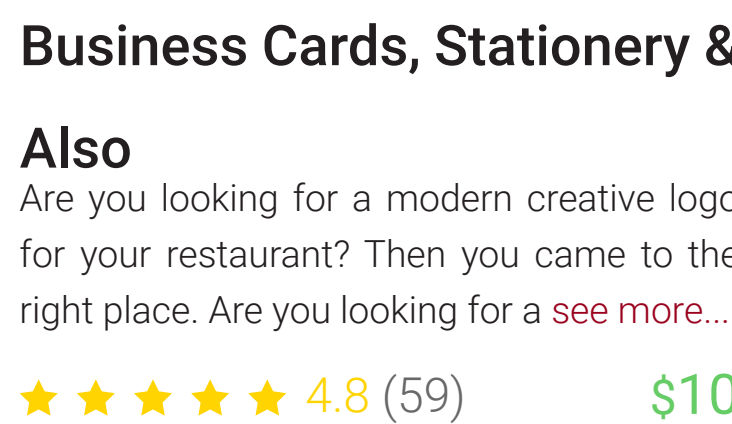 Business Cards, Stationery &
Also
Are you looking for a modern creative logo
for your restaurant? Then you came to the
right place. Are you looking for a see more...
4.8 (59)
$10